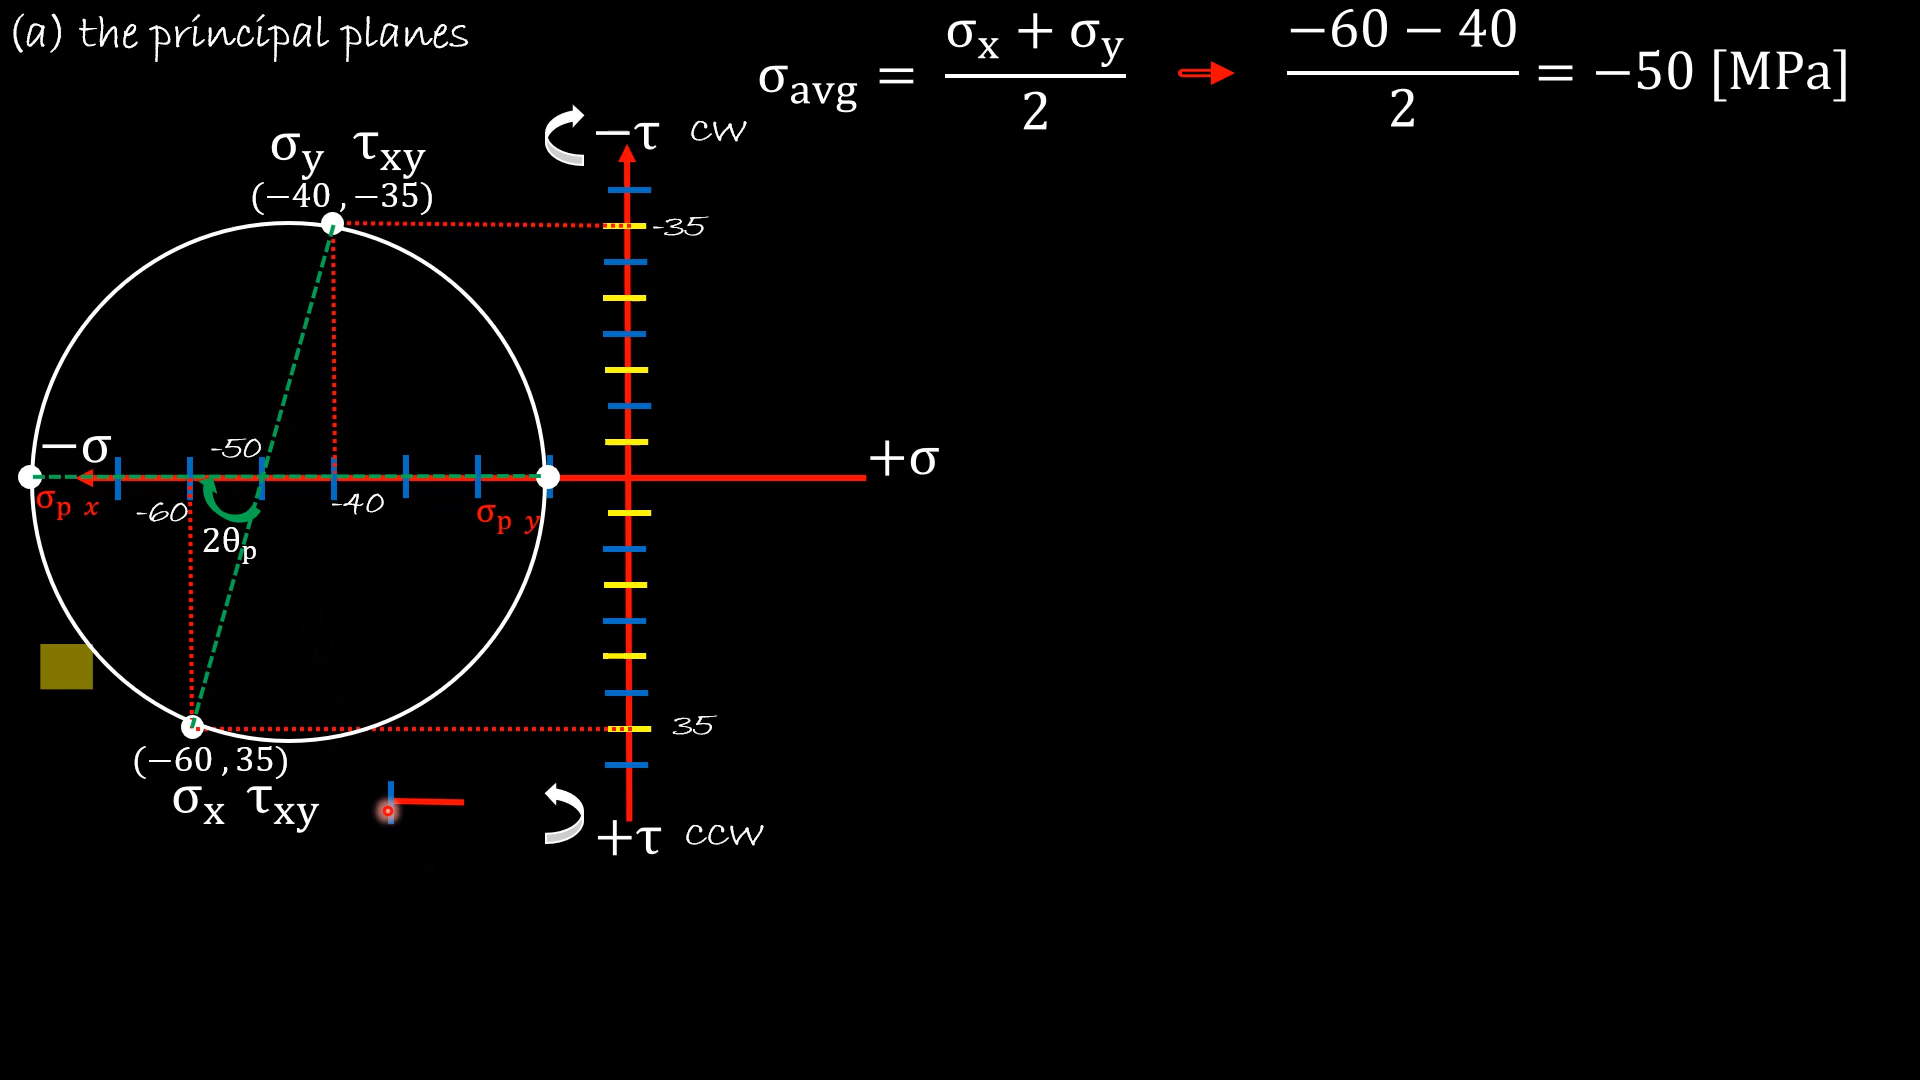 (a) the principal planes
σavg = (σx + σy)/2 ⇒ (−60 − 40)/2 = −50 [MPa]
−τ CW
σy τxy
(−40 , −35)
-35
−σ
-50
+σ
σp x
-60
-40
σp y
2θp
35
(−60 , 35)
σx τxy
+τ CCW